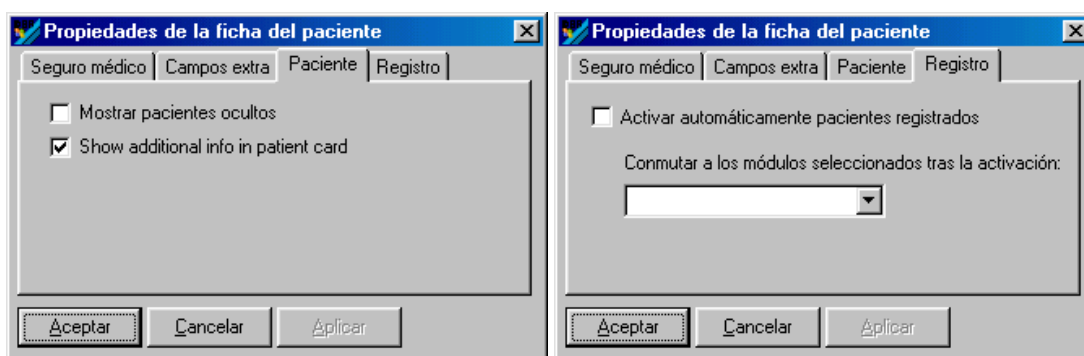 Propiedades de la ficha del paciente
Seguro médico Campos extra Paciente Registro
Mostrar pacientes ocultos
Show additional info in patient card
Aceptar Cancelar Aplicar
Propiedades de la ficha del paciente
Seguro médico Campos extra Paciente Registro
Activar automáticamente pacientes registrados
Conmutar a los módulos seleccionados tras la activación:
Aceptar Cancelar Aplicar